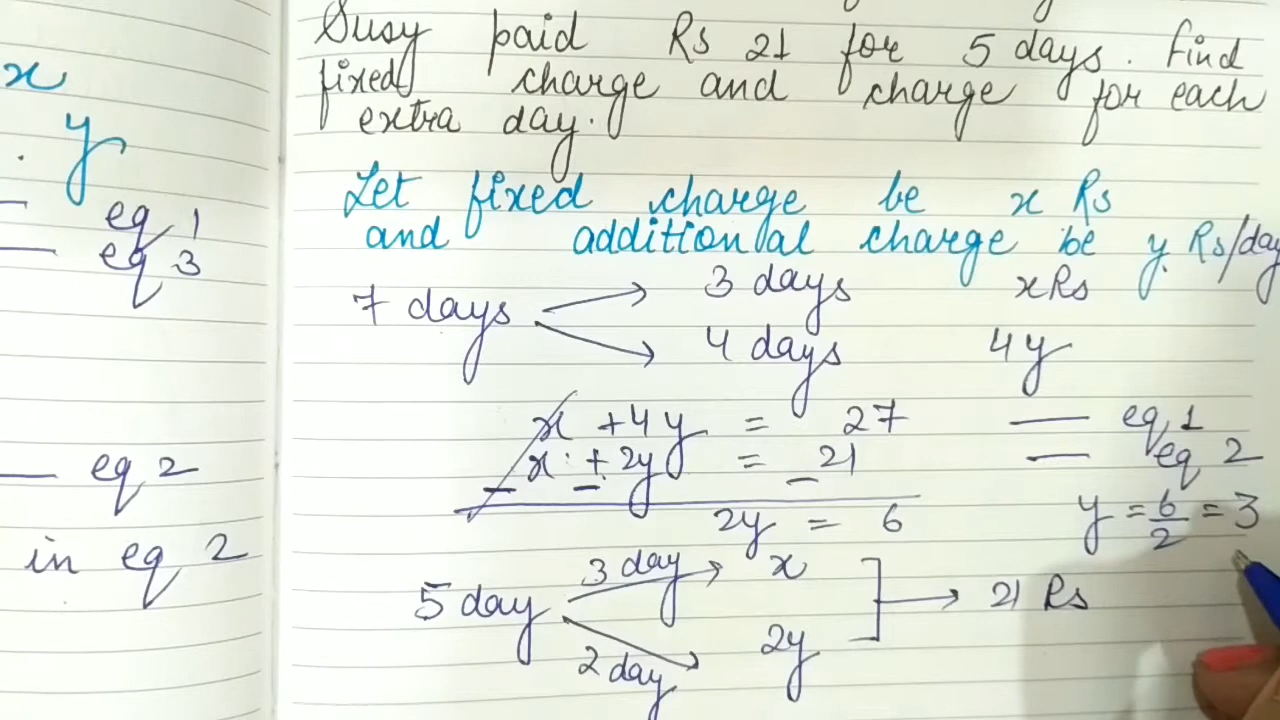 x
y
eq 1
eq 3
eq 2
in eq 2
Susy paid Rs 21 for 5 days. Find
fixed charge and charge for each
extra day.
Let fixed charge be x Rs
and additional charge be y Rs/day
7 days 3 days x Rs
4 days 4y
x + 4y = 27 — eq 1
x + 2y = 21 — eq 2
− − −
2y = 6 y = 6/2 = 3
5 day 3 day x 21 Rs
2 day 2y